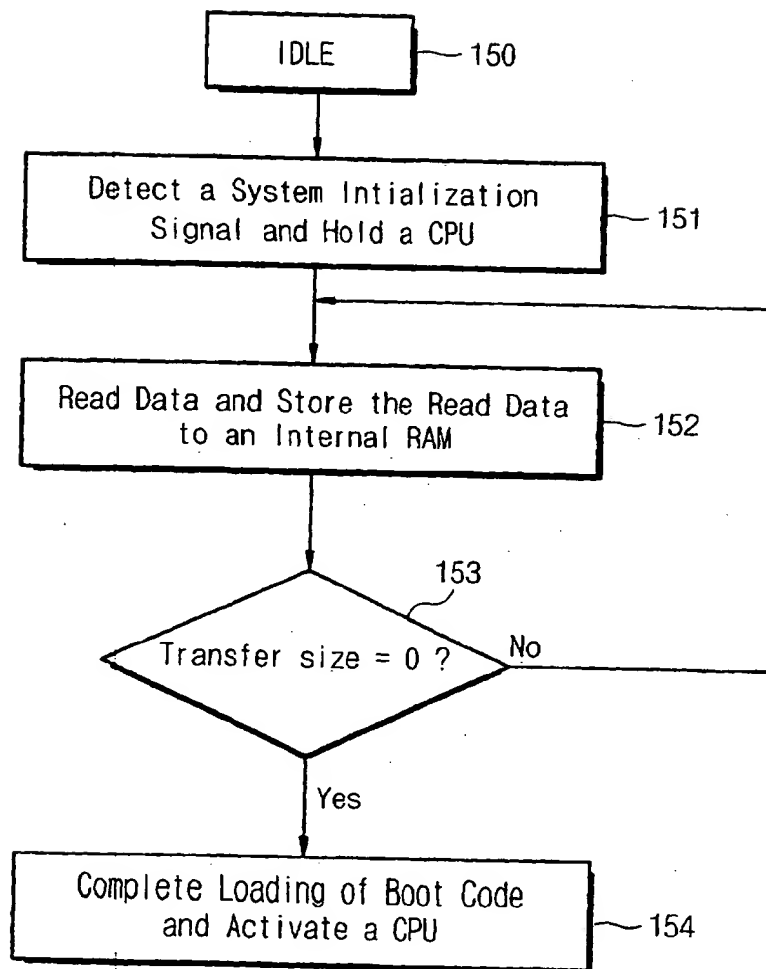 IDLE
150
Detect a System Intialization
Signal and Hold a CPU
151
Read Data and Store the Read Data
to an Internal RAM
152
153
Transfer size = 0 ?
No
Yes
Complete Loading of Boot Code
and Activate a CPU
154